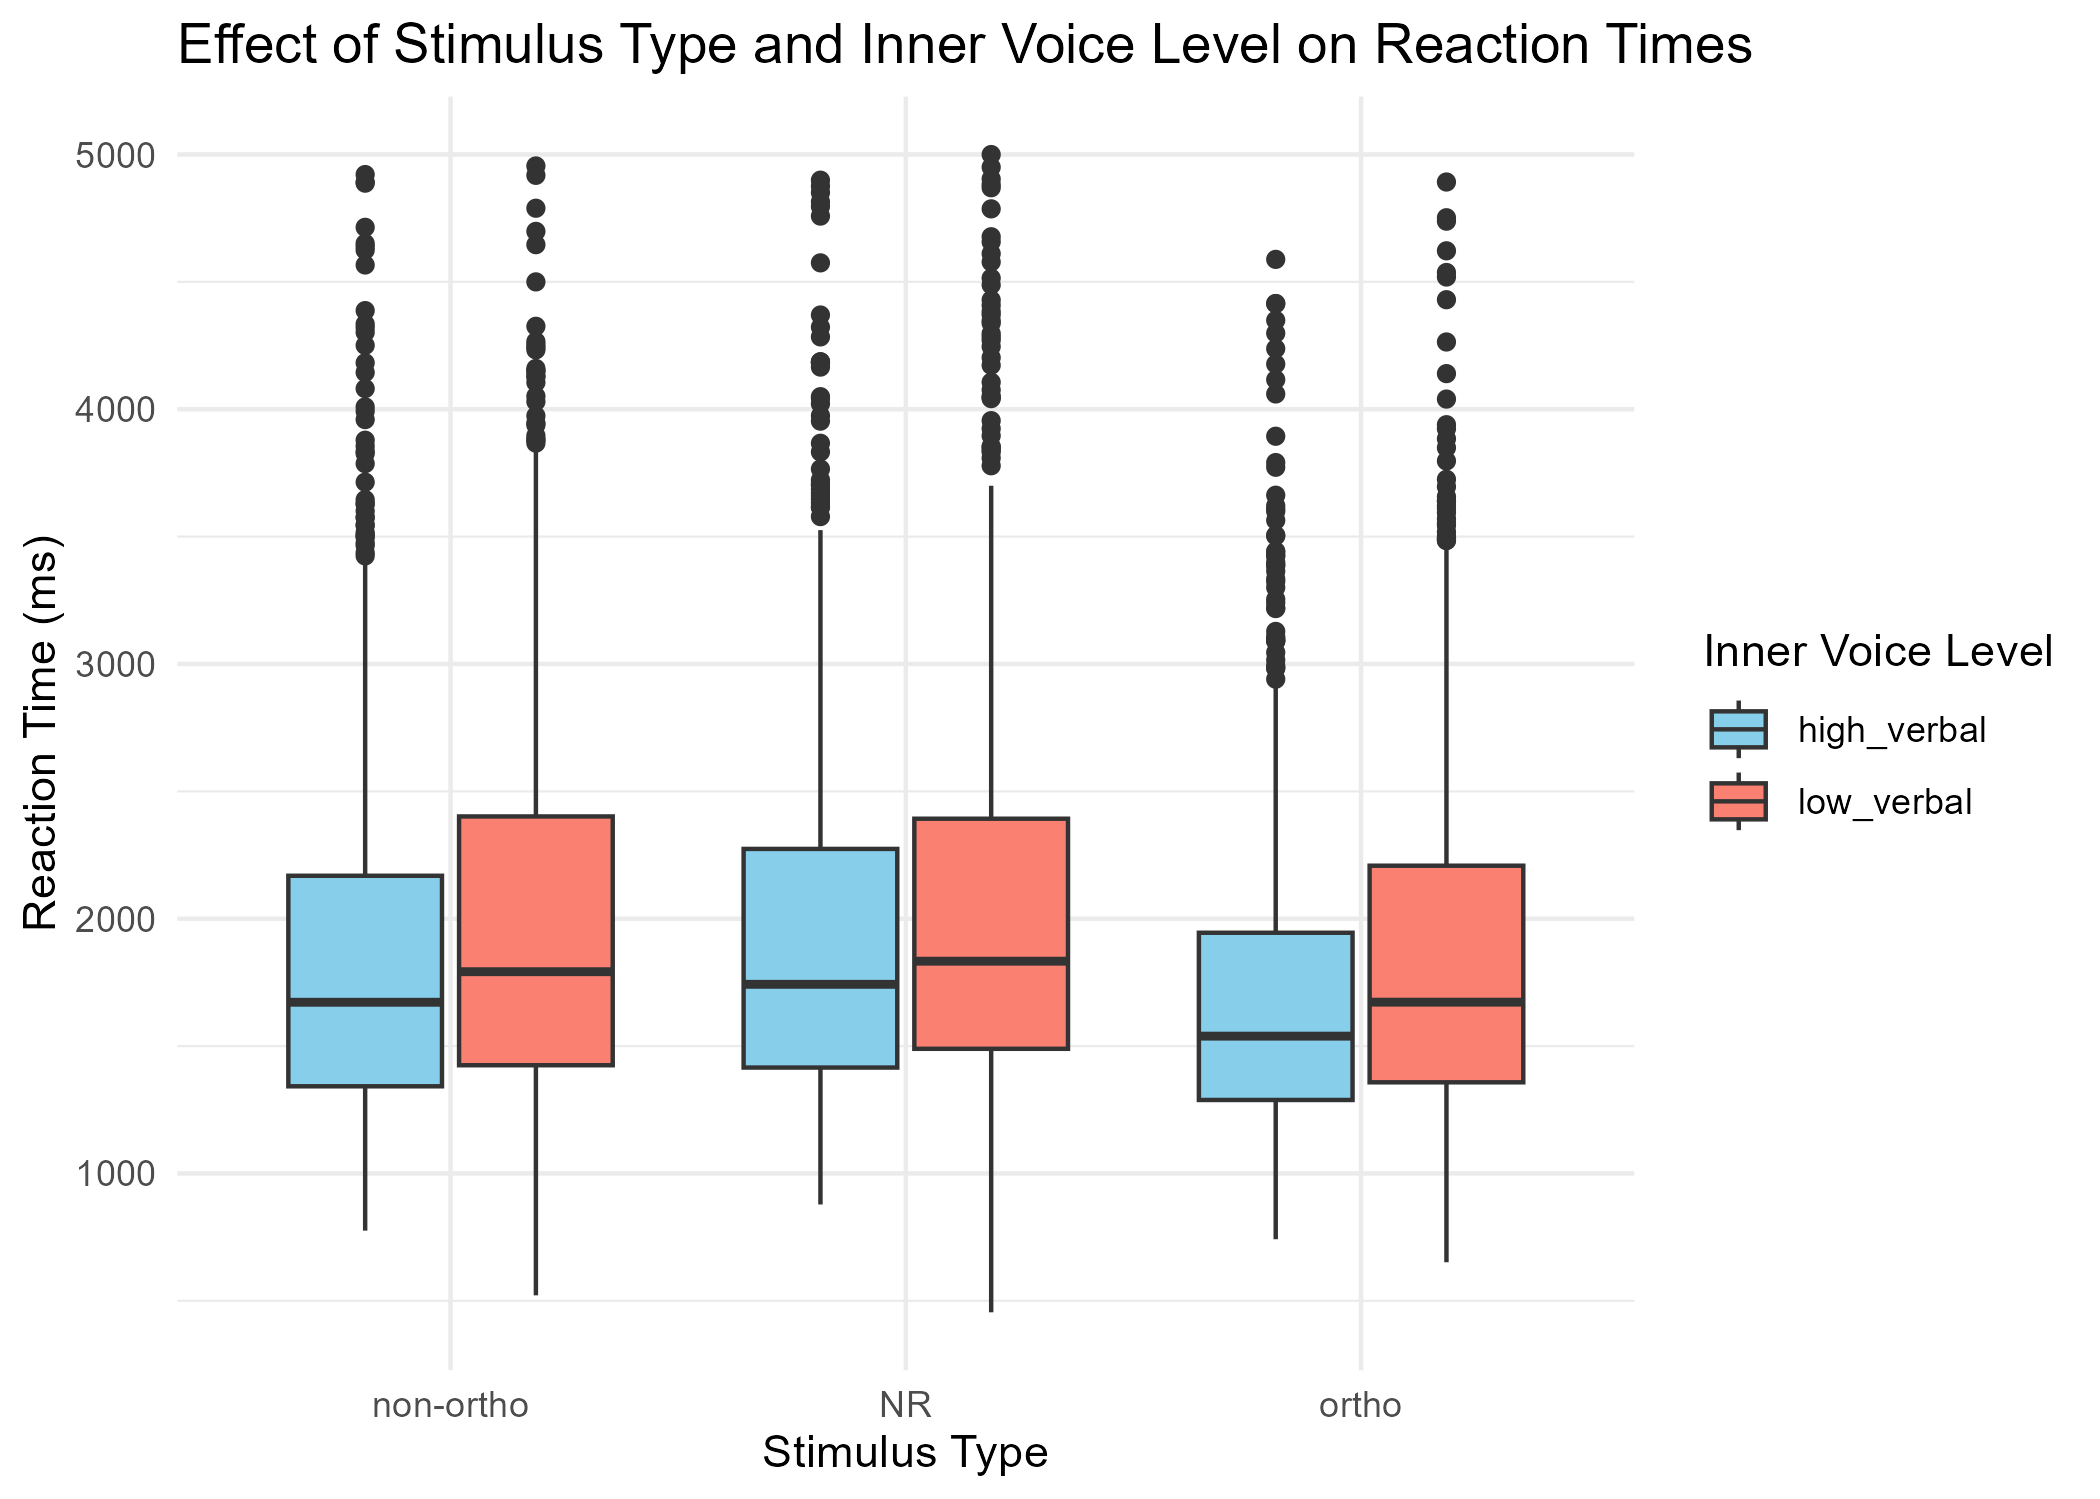 Effect of Stimulus Type and Inner Voice Level on Reaction Times
5000
4000
3000
2000
1000
Reaction Time (ms)
non-ortho
NR
ortho
Stimulus Type
Inner Voice Level
high_verbal
low_verbal